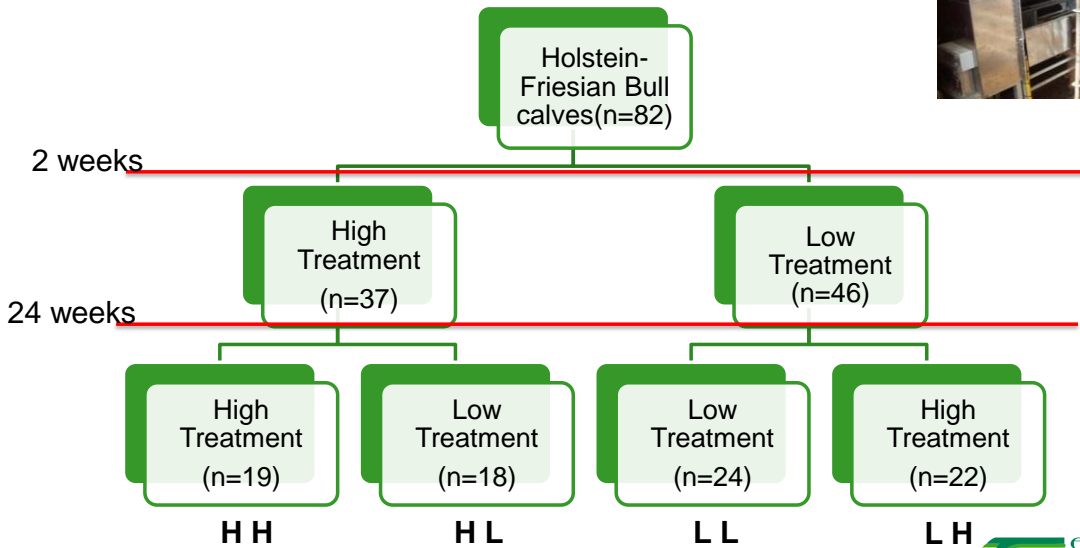 Holstein-
Friesian Bull
calves(n=82)
2 weeks
High
Treatment
(n=37)
Low
Treatment
(n=46)
24 weeks
High
Treatment
(n=19)
Low
Treatment
(n=18)
Low
Treatment
(n=24)
High
Treatment
(n=22)
H H
H L
L L
L H